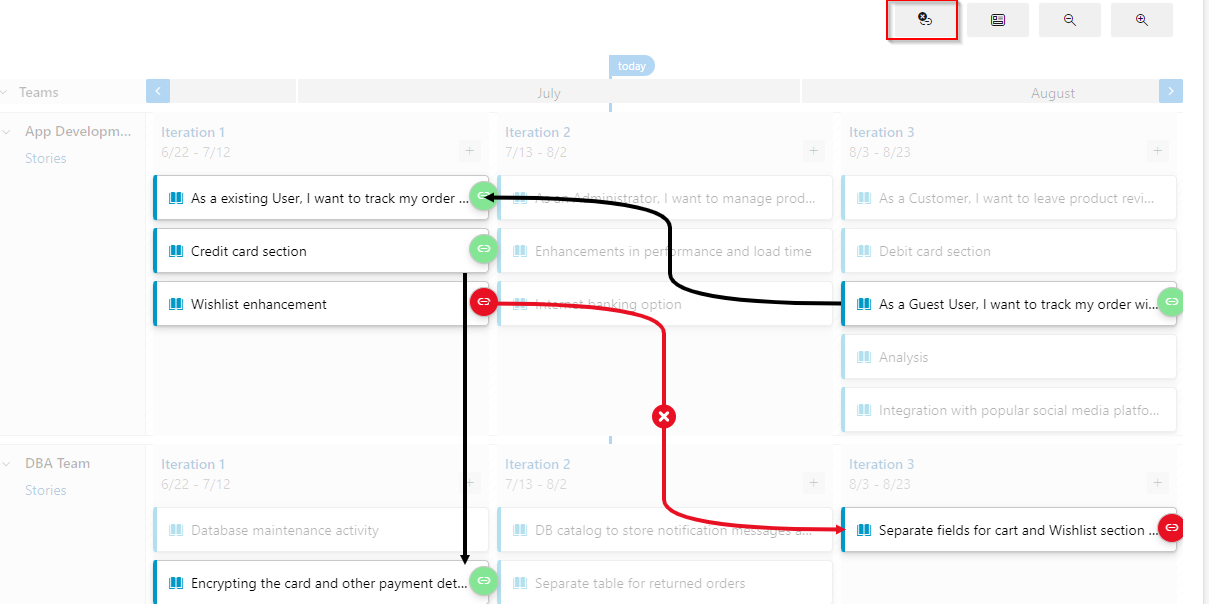 today
Teams
July
August
App Developm...
Stories
Iteration 1
6/22 - 7/12
Iteration 2
7/13 - 8/2
Iteration 3
8/3 - 8/23
As a existing User, I want to track my order ...
As an Administrator, I want to manage prod...
As a Customer, I want to leave product revi...
Credit card section
Enhancements in performance and load time
Debit card section
Wishlist enhancement
Internet banking option
As a Guest User, I want to track my order wi...
Analysis
Integration with popular social media platfo...
DBA Team
Stories
Iteration 1
6/22 - 7/12
Iteration 2
7/13 - 8/2
Iteration 3
8/3 - 8/23
Database maintenance activity
DB catalog to store notification messages a...
Separate fields for cart and Wishlist section ...
Encrypting the card and other payment det...
Separate table for returned orders